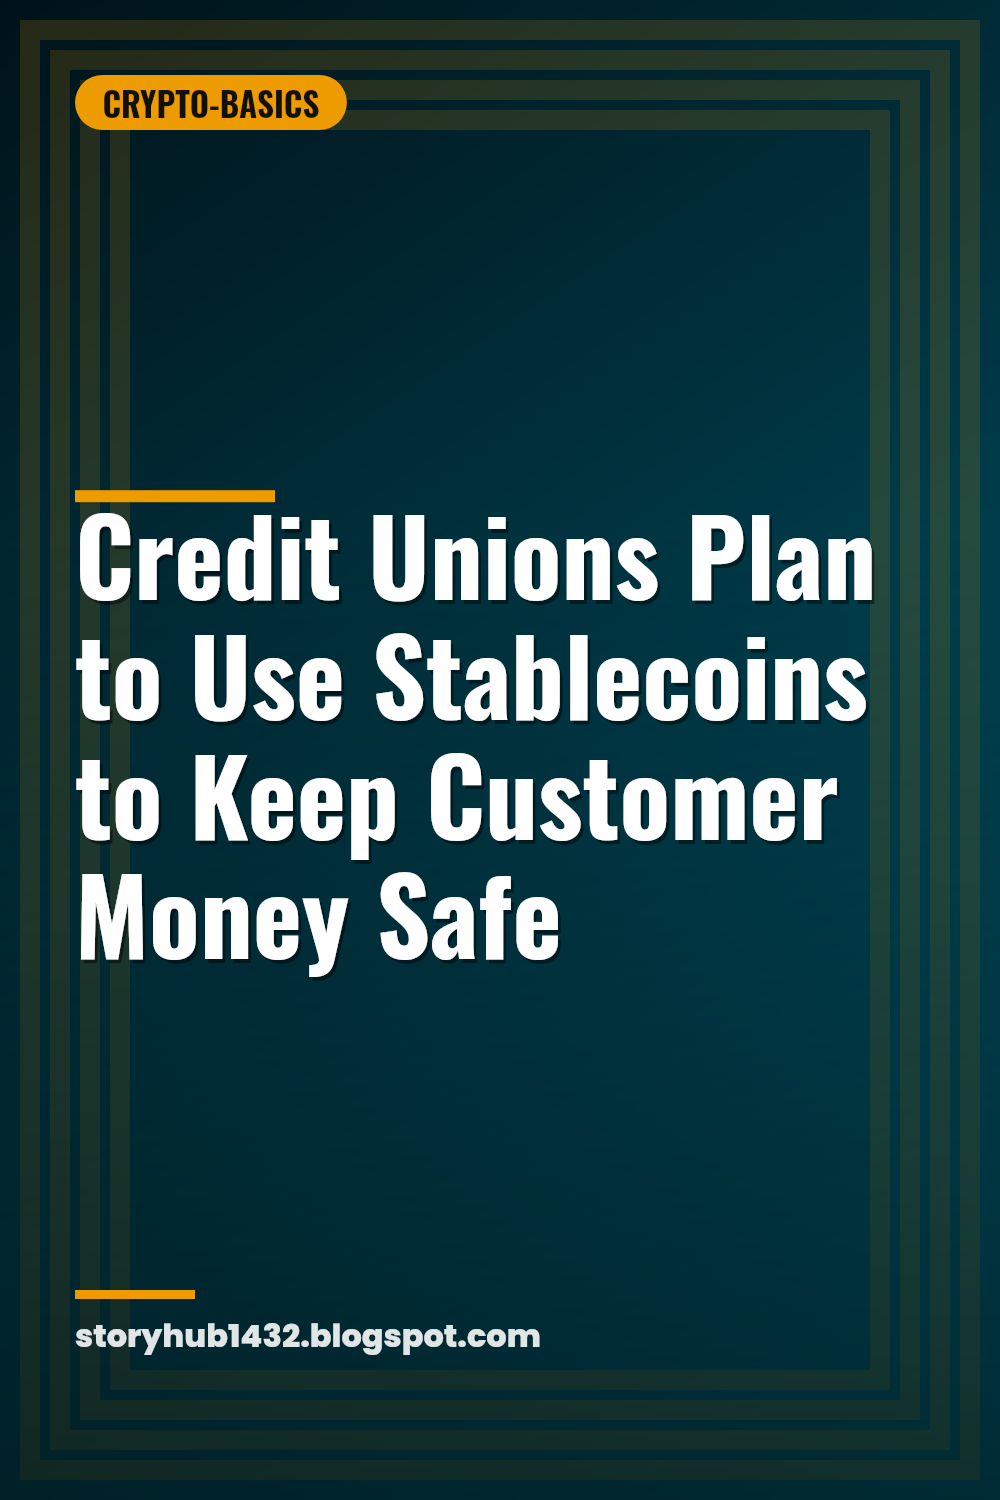 CRYPTO-BASICS
Credit Unions Plan
to Use Stablecoins
to Keep Customer
Money Safe
storyhub1432.blogspot.com